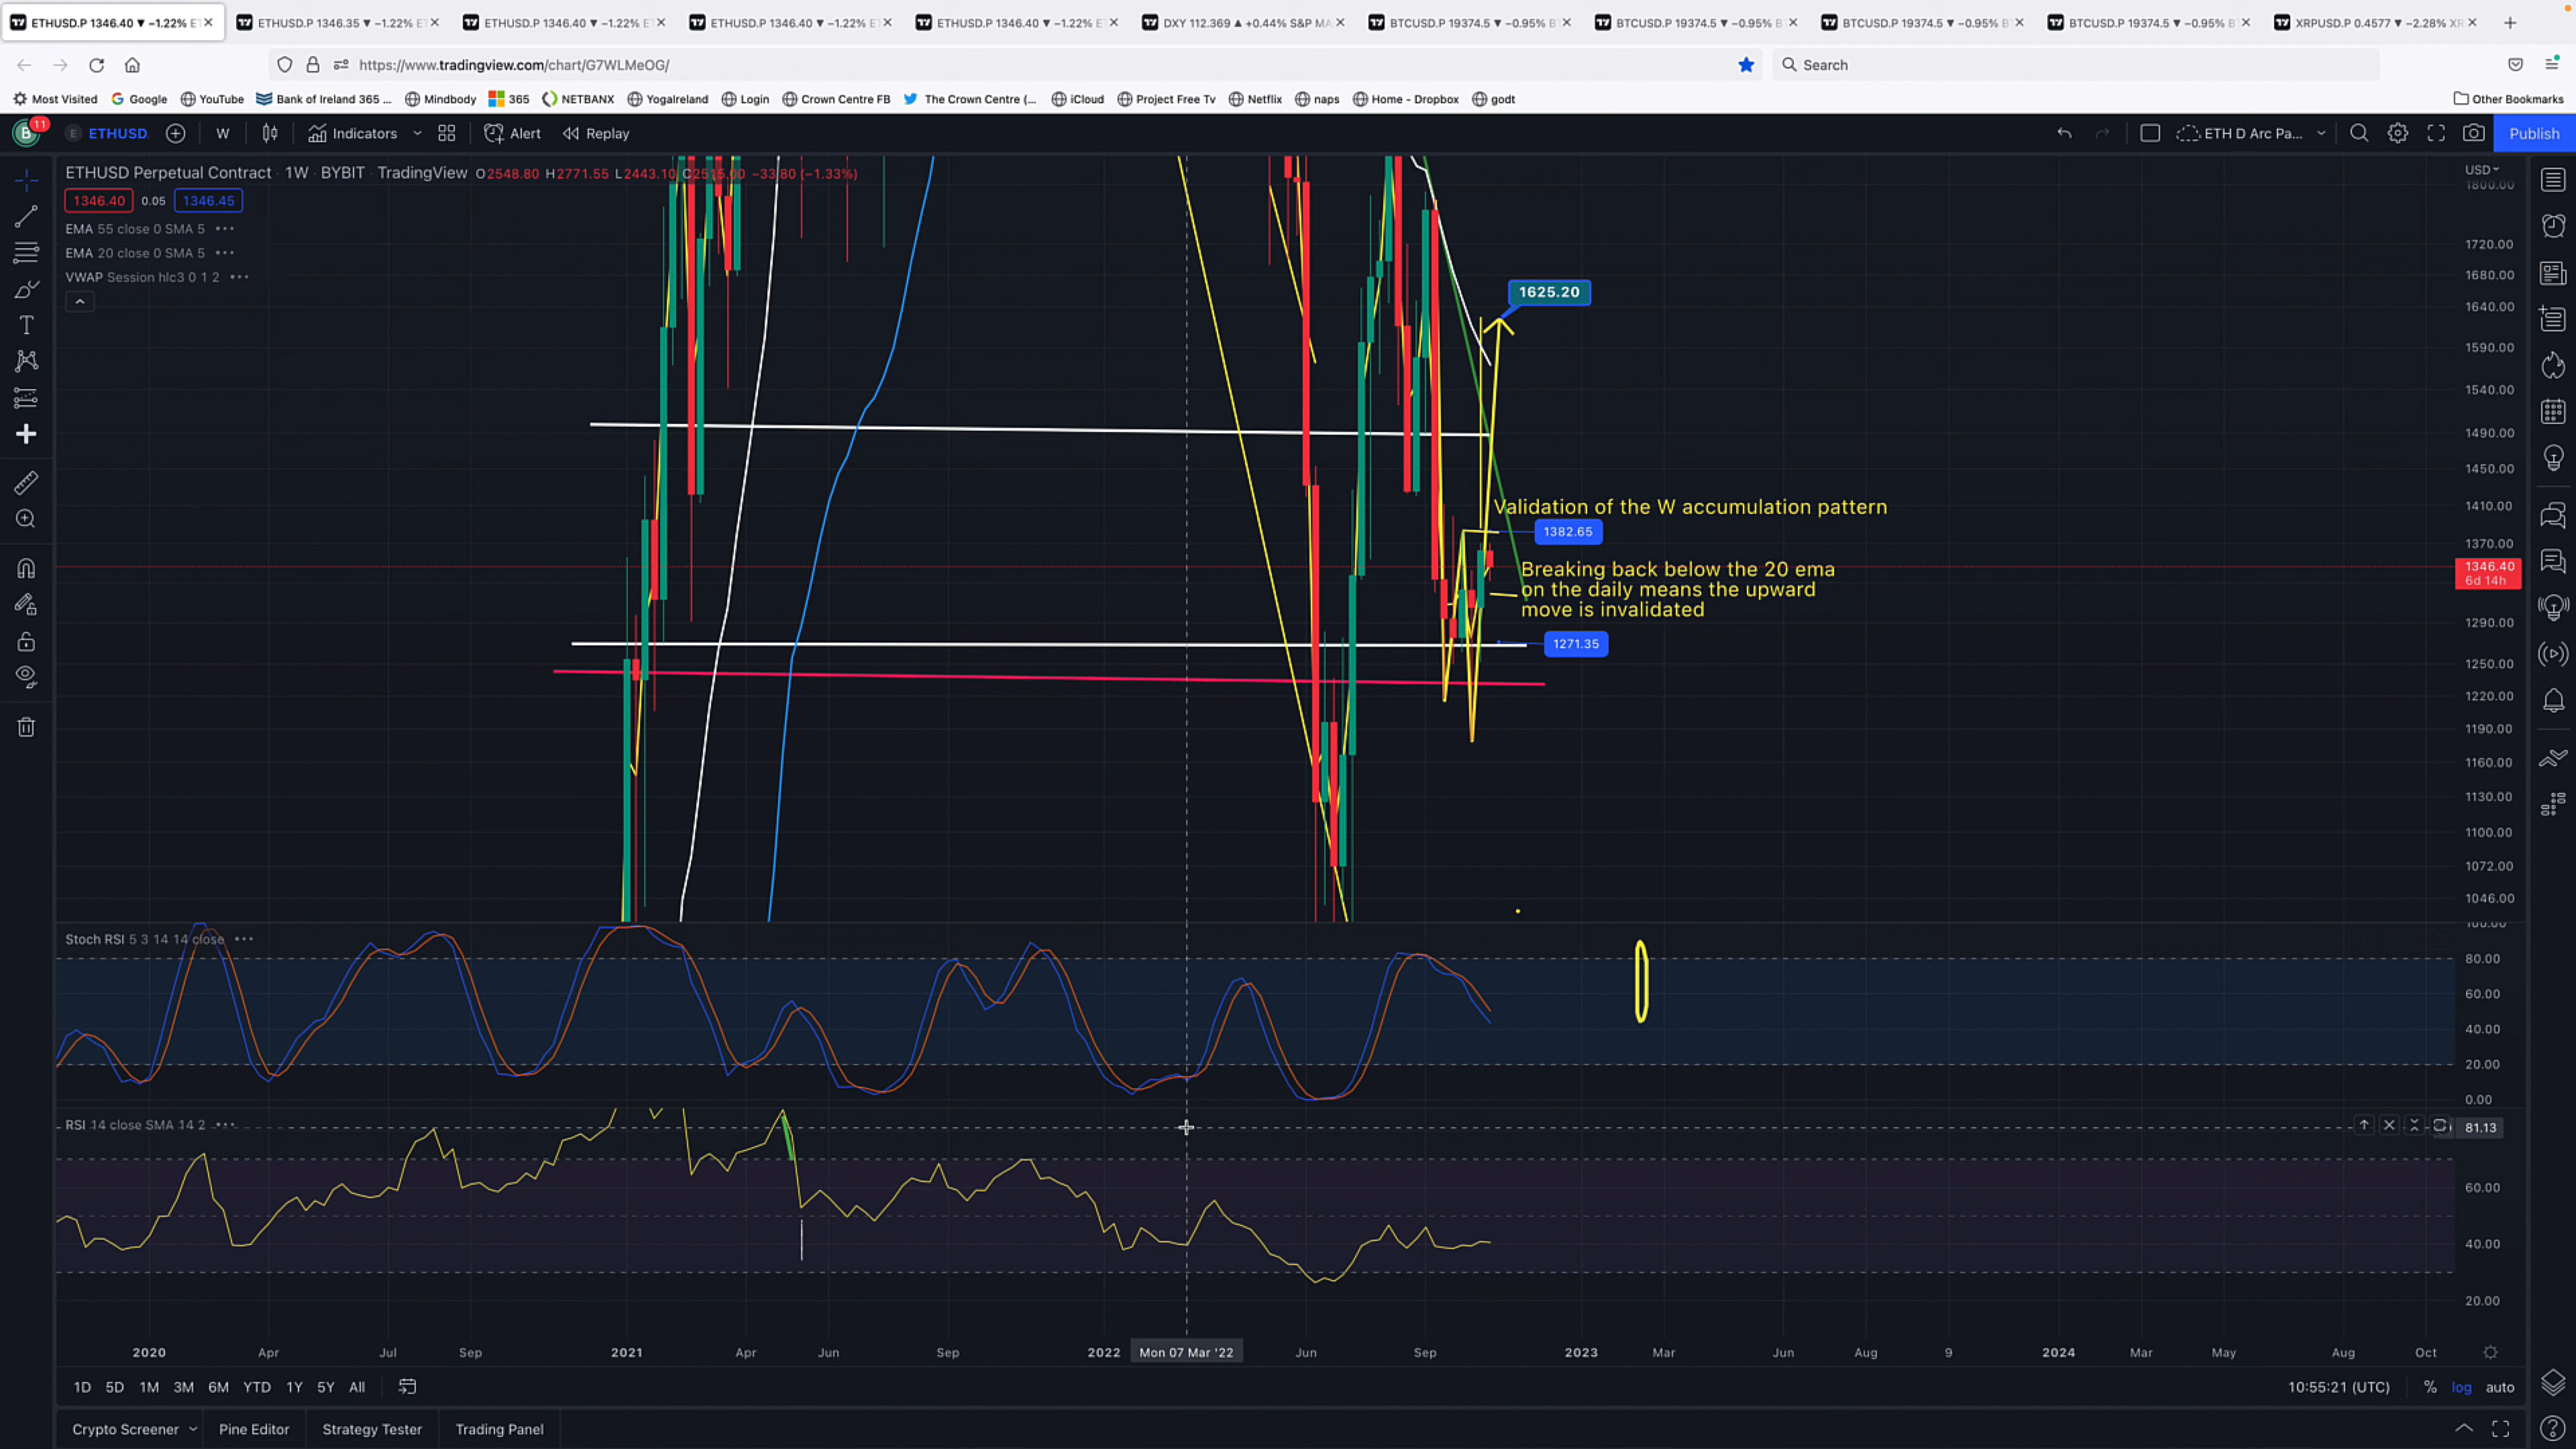 ETHUSD.P 1346.40 ▼ −1.22% E
ETHUSD.P 1346.35 ▼ −1.22% E
ETHUSD.P 1346.40 ▼ −1.22% E
ETHUSD.P 1346.40 ▼ −1.22% E
ETHUSD.P 1346.40 ▼ −1.22% E
DXY 112.369 ▲ +0.44% S&P MA
BTCUSD.P 19374.5 ▼ −0.95% B
BTCUSD.P 19374.5 ▼ −0.95% B
BTCUSD.P 19374.5 ▼ −0.95% B
BTCUSD.P 19374.5 ▼ −0.95% B
XRPUSD.P 0.4577 ▼ −2.28% XR
https://www.tradingview.com/chart/G7WLMeOG/
Search
Most Visited Google YouTube Bank of Ireland 365 ... Mindbody 365 NETBANX YogaIreland Login Crown Centre FB The Crown Centre (... iCloud Project Free Tv Netflix naps Home - Dropbox godt Other Bookmarks
B 11 E ETHUSD W Indicators Alert Replay ETH D Arc Pa... Publish
ETHUSD Perpetual Contract · 1W · BYBIT · TradingView O2548.80 H2771.55 L2443.10 C2515.00 −33.80 (−1.33%)
1346.40 0.05 1346.45
EMA 55 close 0 SMA 5
EMA 20 close 0 SMA 5
VWAP Session hlc3 0 1 2
USD
1800.00
1720.00
1680.00
1640.00
1590.00
1540.00
1490.00
1450.00
1410.00
1370.00
1346.40
6d 14h
1290.00
1250.00
1220.00
1190.00
1160.00
1130.00
1100.00
1072.00
1046.00
1625.20
Validation of the W accumulation pattern
1382.65
Breaking back below the 20 ema
on the daily means the upward
move is invalidated
1271.35
Stoch RSI 5 3 14 14 close
100.00
80.00
60.00
40.00
20.00
0.00
RSI 14 close SMA 14 2
81.13
60.00
40.00
20.00
2020 Apr Jul Sep 2021 Apr Jun Sep 2022 Mon 07 Mar '22 Jun Sep 2023 Mar Jun Aug 9 2024 Mar May Aug Oct
1D 5D 1M 3M 6M YTD 1Y 5Y All
10:55:21 (UTC) % log auto
Crypto Screener Pine Editor Strategy Tester Trading Panel